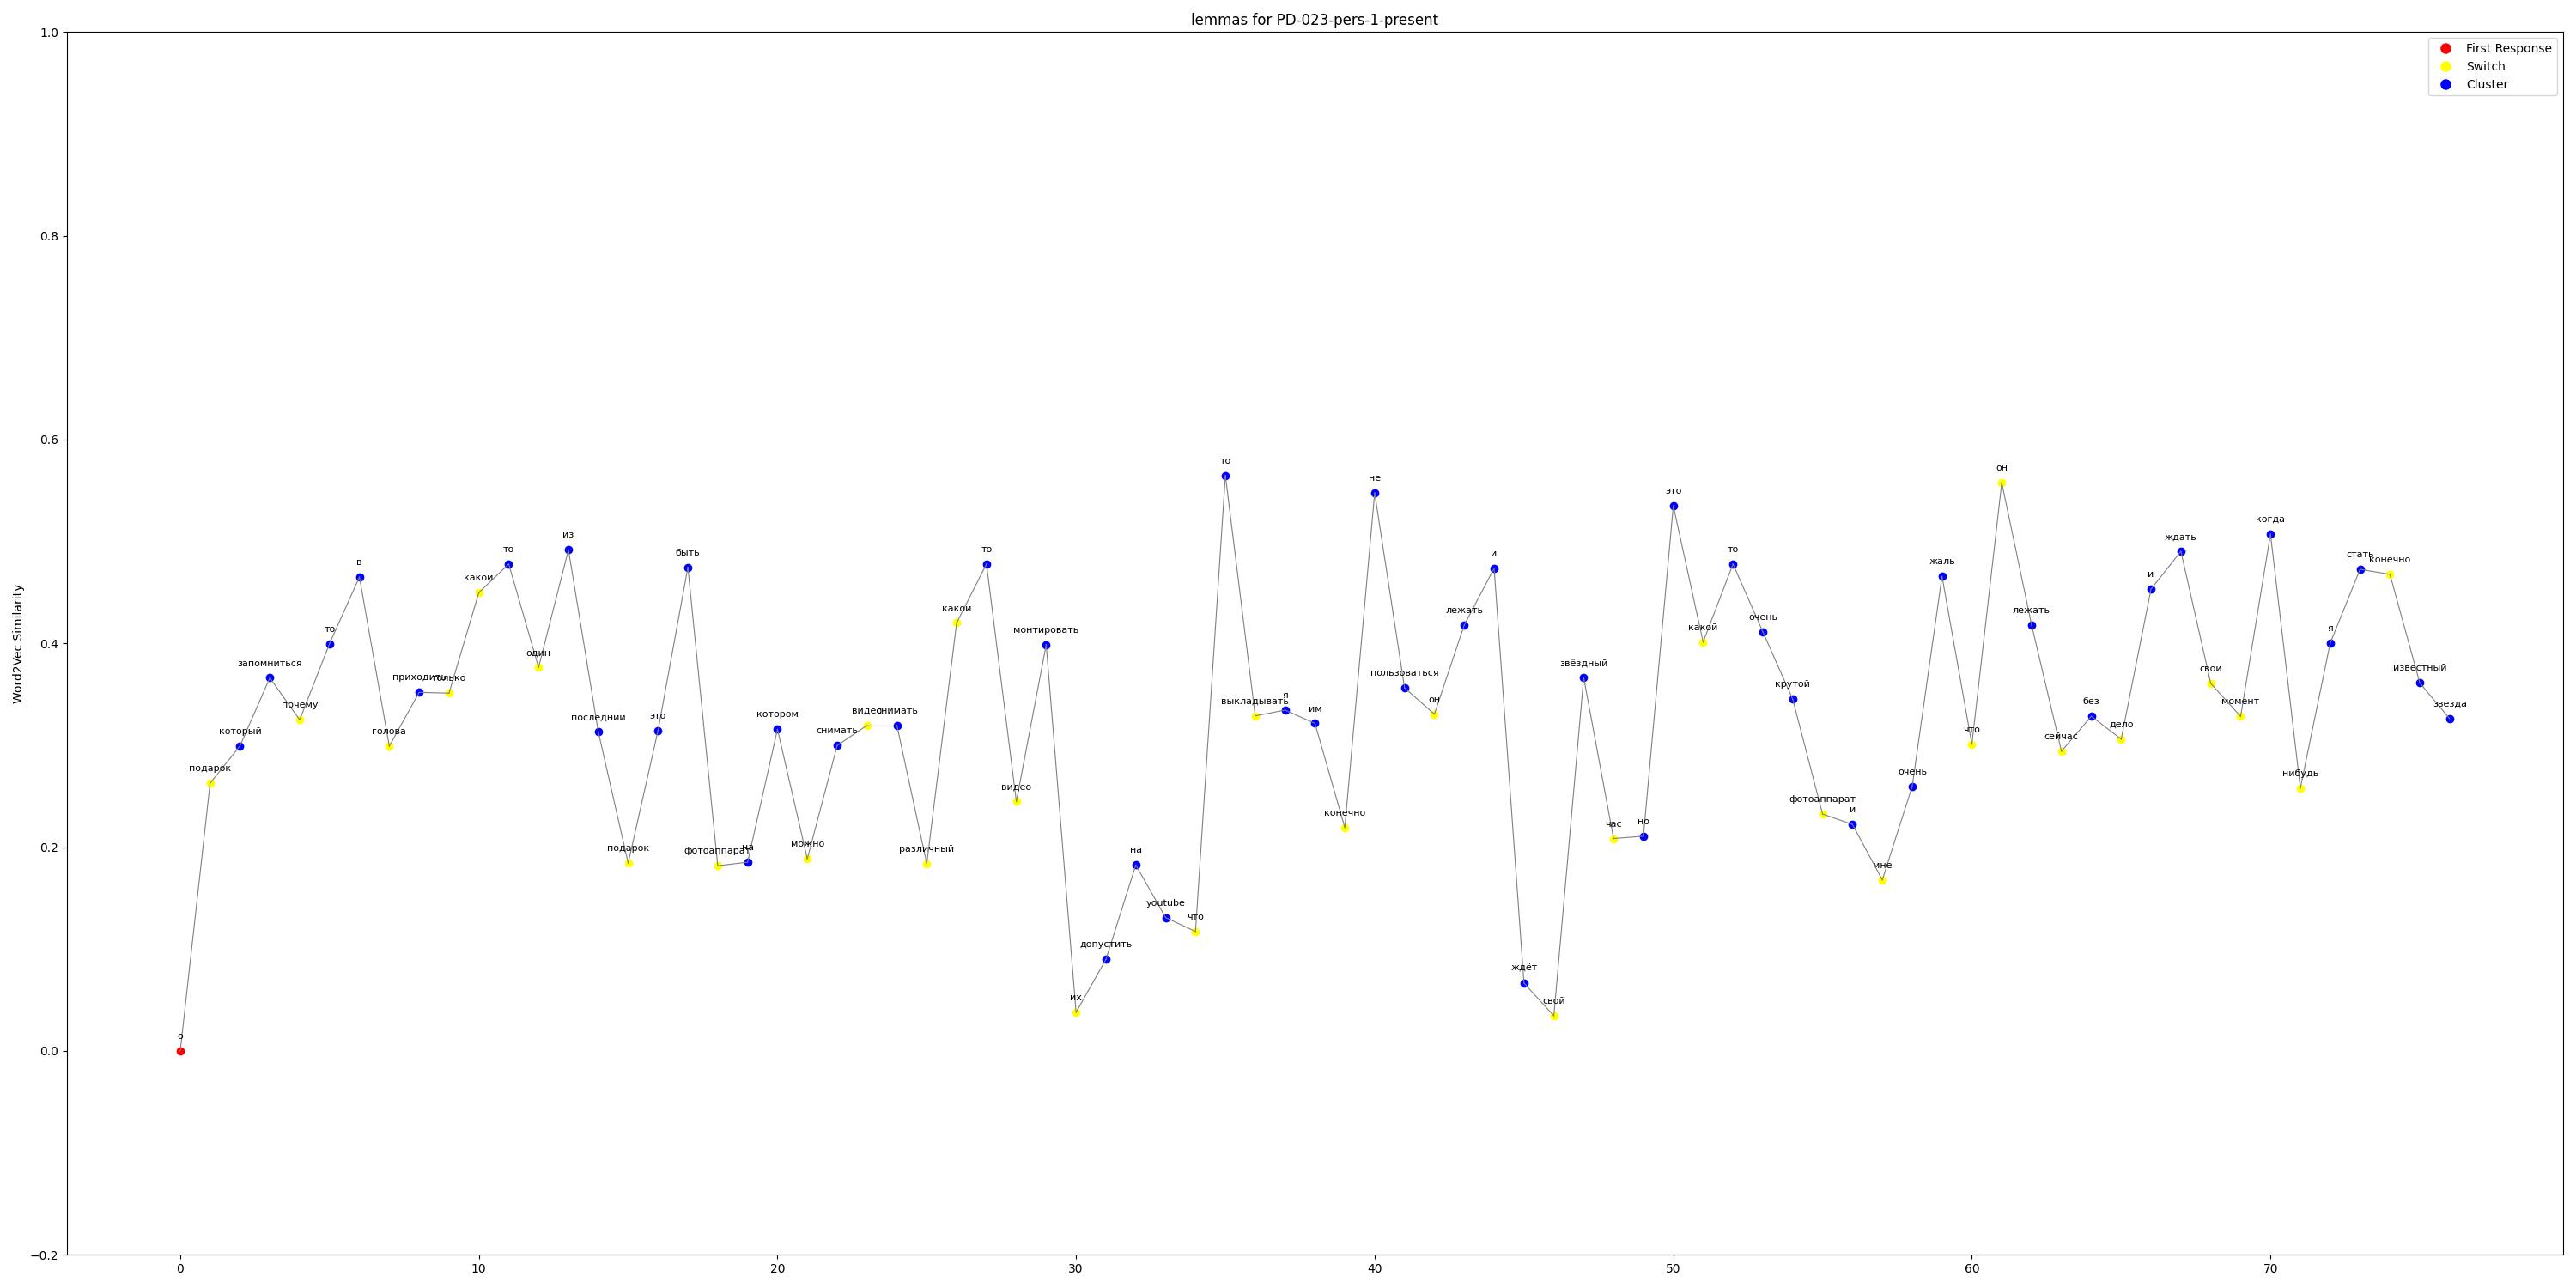 lemmas for PD-023-pers-1-present
First Response
Switch
Cluster
Word2Vec Similarity
1.0
0.8
0.6
0.4
0.2
0.0
−0.2
0 10 20 30 40 50 60 70
о
подарок
который
запомниться
почему
то
в
голова
приходить
только
какой
то
один
из
последний
подарок
это
быть
фотоаппарат
на
котором
можно
снимать
видео
снимать
различный
какой
то
видео
монтировать
их
допустить
на
youtube
что
то
выкладывать
я
им
конечно
не
пользоваться
он
лежать
и
ждёт
свой
звёздный
час
но
это
какой
то
очень
крутой
фотоаппарат
и
мне
очень
жаль
что
он
лежать
сейчас
без
дело
и
ждать
свой
момент
когда
нибудь
я
стать
конечно
известный
звезда